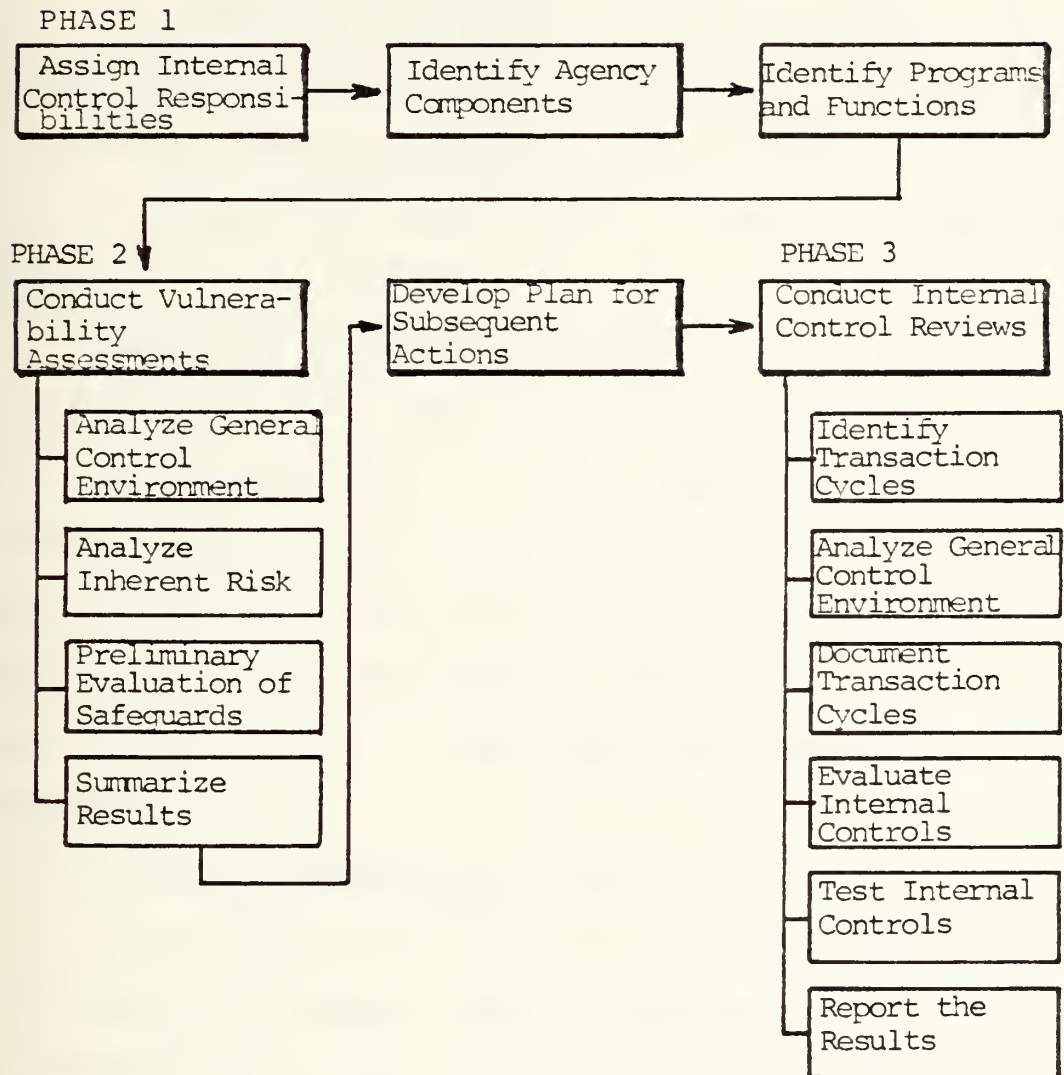 PHASE 1
Assign Internal
Control Responsi-
bilities
Identify Agency
Components
Identify Programs
and Functions
PHASE 2
Conduct Vulnera-
bility
Assessments
Analyze General
Control
Environment
Analyze
Inherent Risk
Preliminary
Evaluation of
Safeguards
Summarize
Results
Develop Plan for
Subsequent
Actions
PHASE 3
Conduct Internal
Control Reviews
Identify
Transaction
Cycles
Analyze General
Control
Environment
Document
Transaction
Cycles
Evaluate
Internal
Controls
Test Internal
Controls
Report the
Results